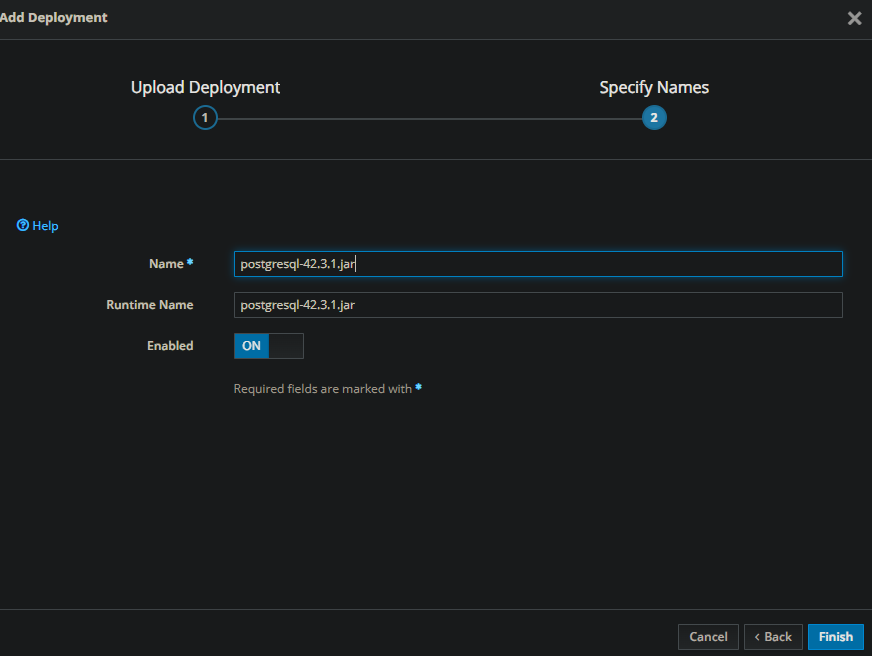 Add Deployment
Upload Deployment
Specify Names
1
2
Help
Name *
postgresql-42.3.1.jar
Runtime Name
postgresql-42.3.1.jar
Enabled
ON
Required fields are marked with *
Cancel
‹ Back
Finish